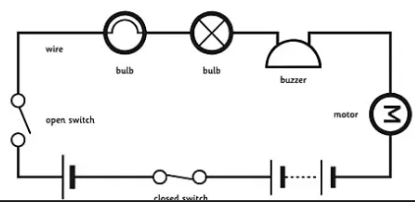 wire
bulb
bulb
buzzer
open switch
motor
M
closed switch